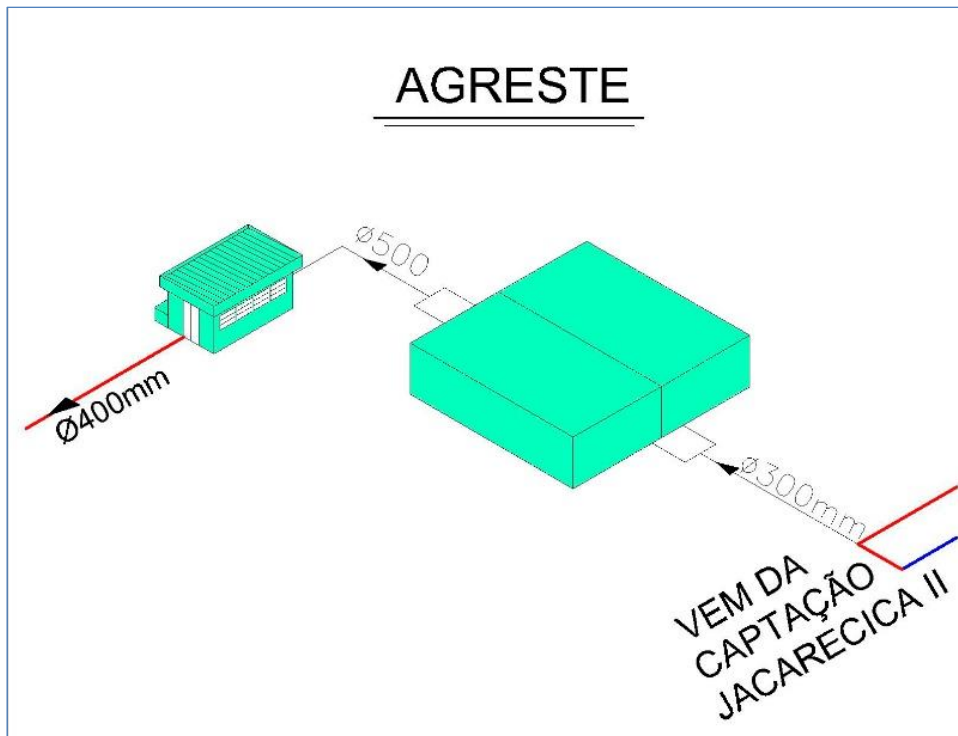 AGRESTE
ø500
Ø400mm
ø300mm
VEM DA
CAPTAÇÃO
JACARECICA II